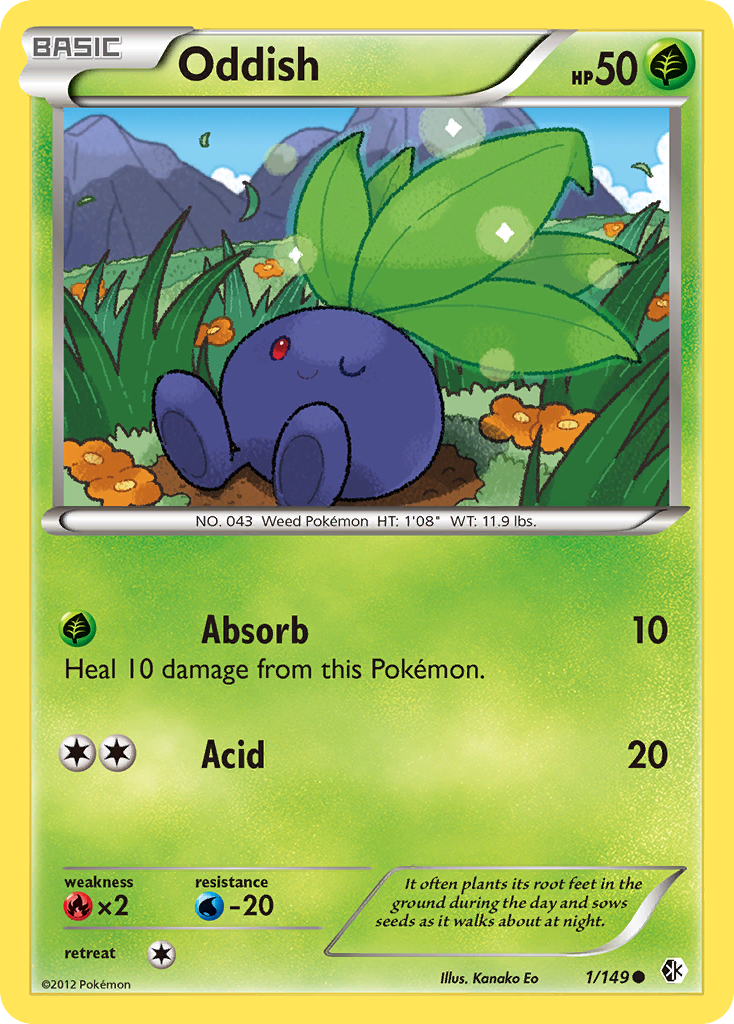 BASIC
Oddish
HP 50
NO. 043 Weed Pokémon HT: 1'08" WT: 11.9 lbs.
Absorb 10
Heal 10 damage from this Pokémon.
Acid 20
weakness resistance
×2 -20
It often plants its root feet in the
ground during the day and sows
seeds as it walks about at night.
retreat
©2012 Pokémon Illus. Kanako Eo 1/149